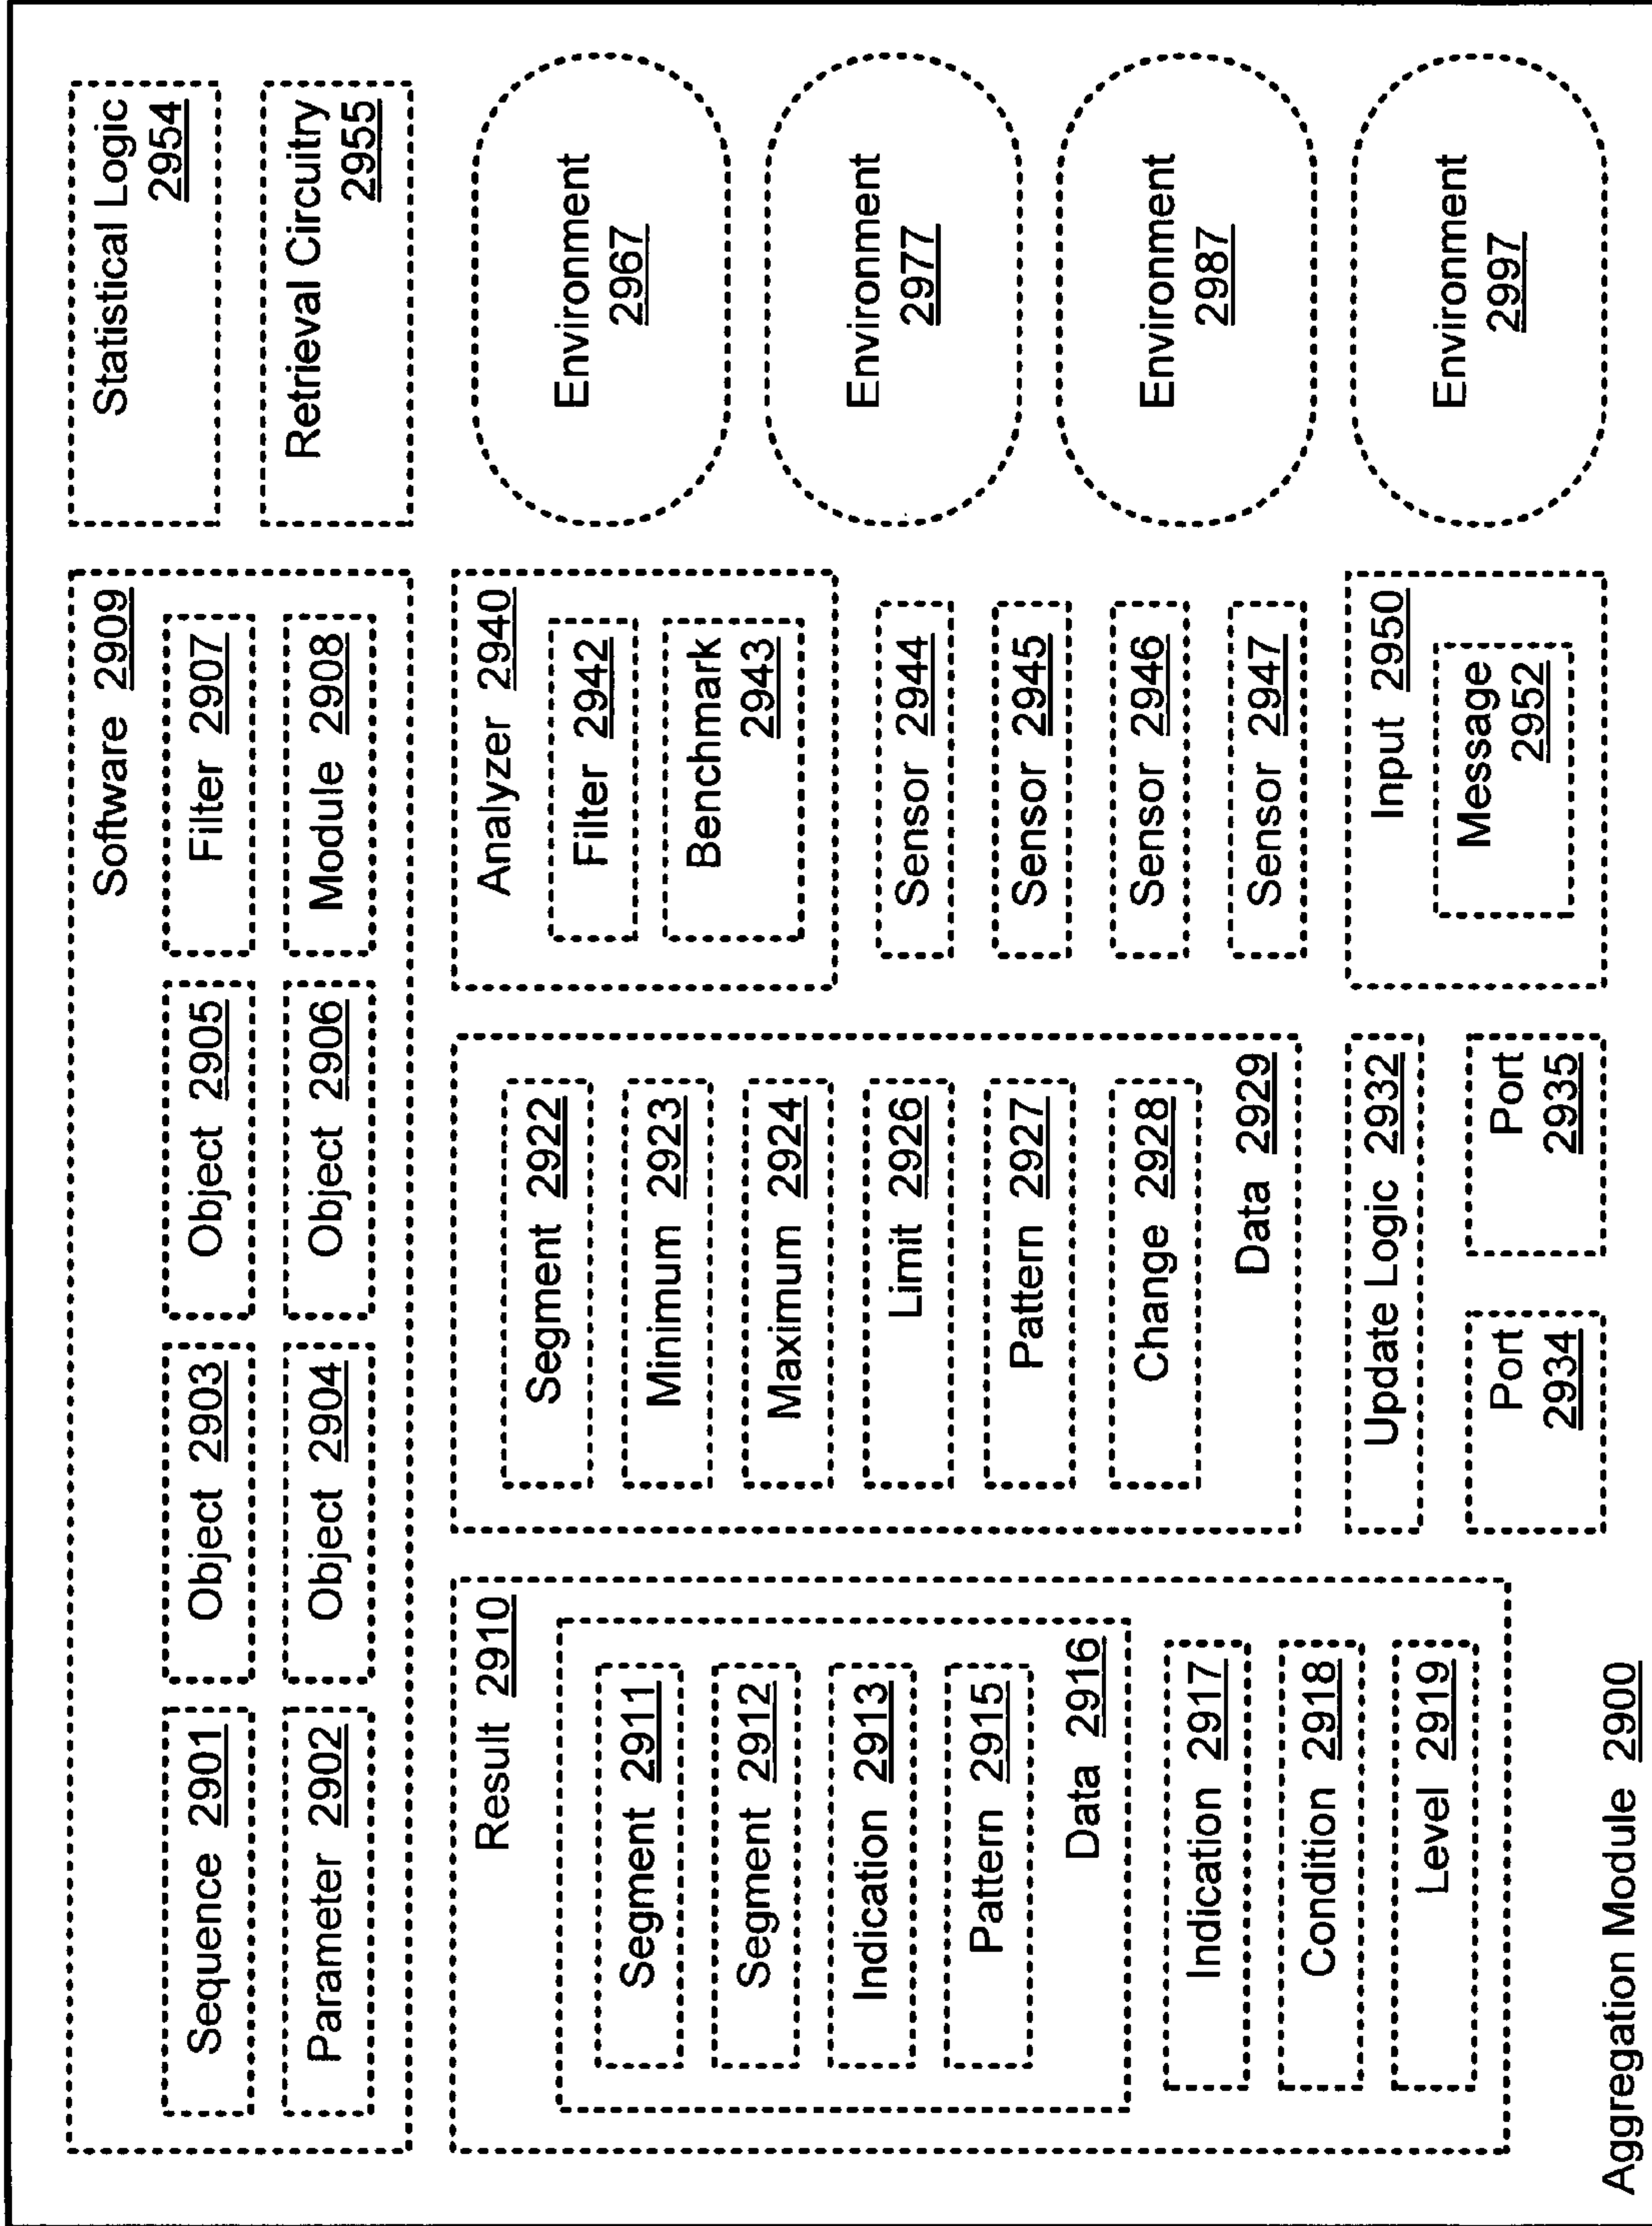 Software 2909
Sequence 2901
Object 2903
Object 2905
Filter 2907
Parameter 2902
Object 2904
Object 2906
Module 2908
Statistical Logic
2954
Retrieval Circuitry
2955
Result 2910
Segment 2911
Segment 2912
Indication 2913
Pattern 2915
Data 2916
Indication 2917
Condition 2918
Level 2919
Segment 2922
Minimum 2923
Maximum 2924
Limit 2926
Pattern 2927
Change 2928
Data 2929
Update Logic 2932
Port
2934
Port
2935
Analyzer 2940
Filter 2942
Benchmark
2943
Sensor 2944
Sensor 2945
Sensor 2946
Sensor 2947
Input 2950
Message
2952
Environment
2967
Environment
2977
Environment
2987
Environment
2997
Aggregation Module 2900